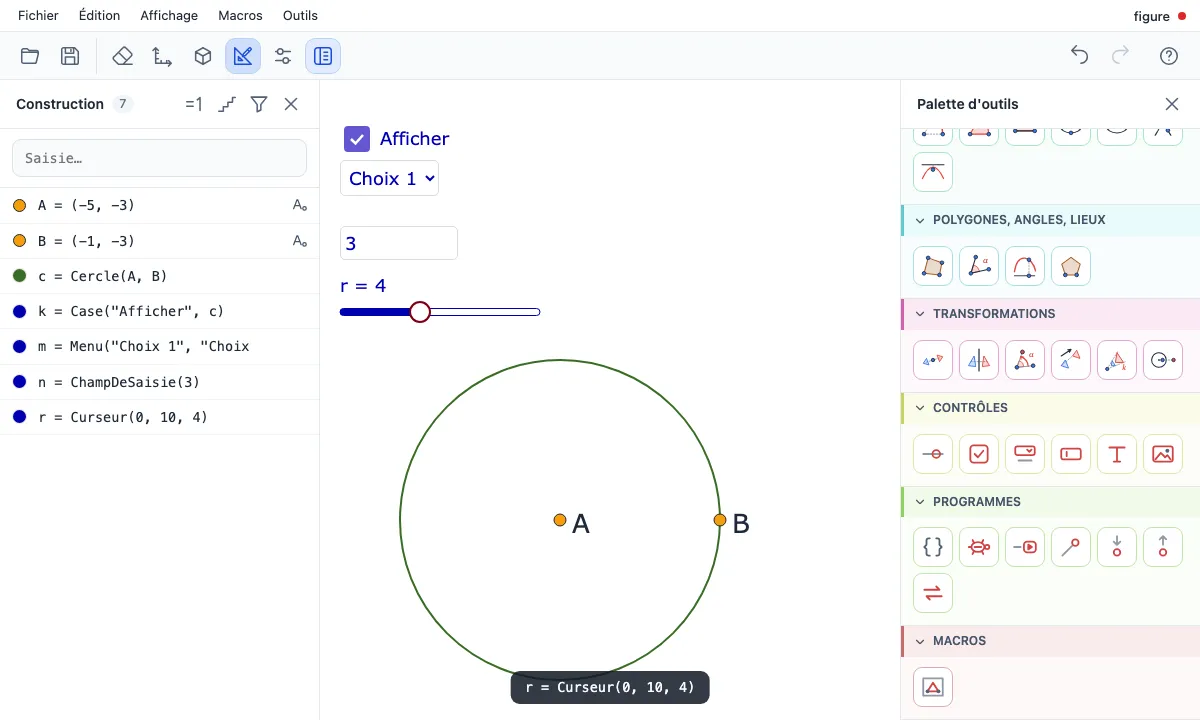 Fichier Édition Affichage Macros Outils figure
Construction 7
=1
Palette d'outils
Saisie…
A = (−5, −3)
B = (−1, −3)
c = Cercle(A, B)
k = Case("Afficher", c)
m = Menu("Choix 1", "Choix
n = ChampDeSaisie(3)
r = Curseur(0, 10, 4)
Afficher
Choix 1
3
r = 4
A
B
r = Curseur(0, 10, 4)
POLYGONES, ANGLES, LIEUX
TRANSFORMATIONS
CONTRÔLES
PROGRAMMES
MACROS